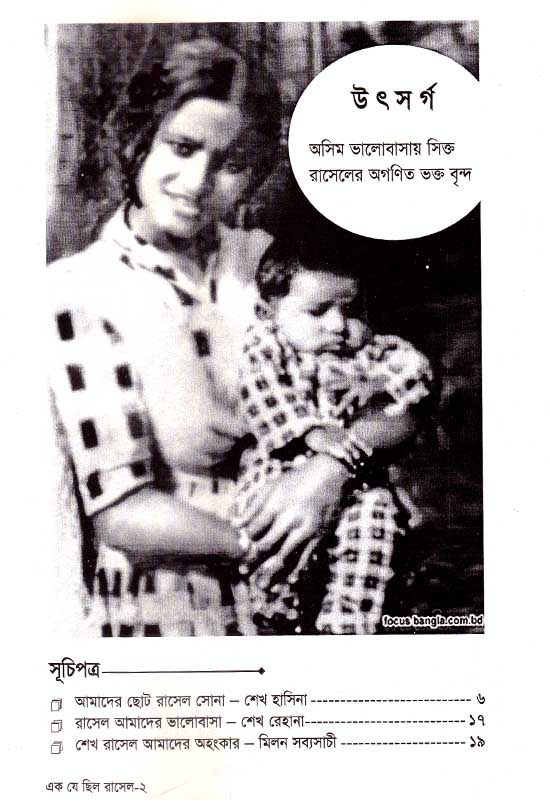 উৎসর্গ
অসিম ভালোবাসায় সিক্ত
রাসেলের অগণিত ভক্ত বৃন্দ
focus bangla.com.bd
সূচিপত্র
আমাদের ছোট রাসেল সোনা – শেখ হাসিনা --------------------------- ৬
রাসেল আমাদের ভালোবাসা – শেখ রেহানা--------------------------- ১৭
শেখ রাসেল আমাদের অহংকার – মিলন সব্যসাচী --------------------- ১৯
এক যে ছিল রাসেল-২